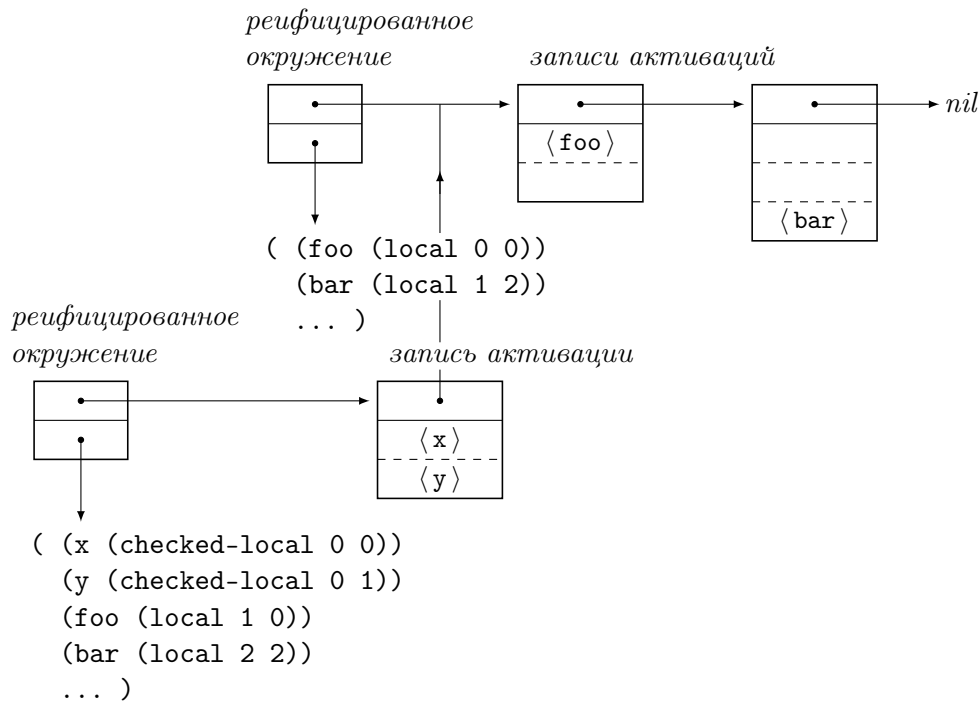 реифицированное
окружение
записи активаций
nil
⟨foo⟩
⟨bar⟩
( (foo (local 0 0))
(bar (local 1 2))
... )
реифицированное
окружение
запись активации
⟨x⟩
⟨y⟩
( (x (checked-local 0 0))
(y (checked-local 0 1))
(foo (local 1 0))
(bar (local 2 2))
... )